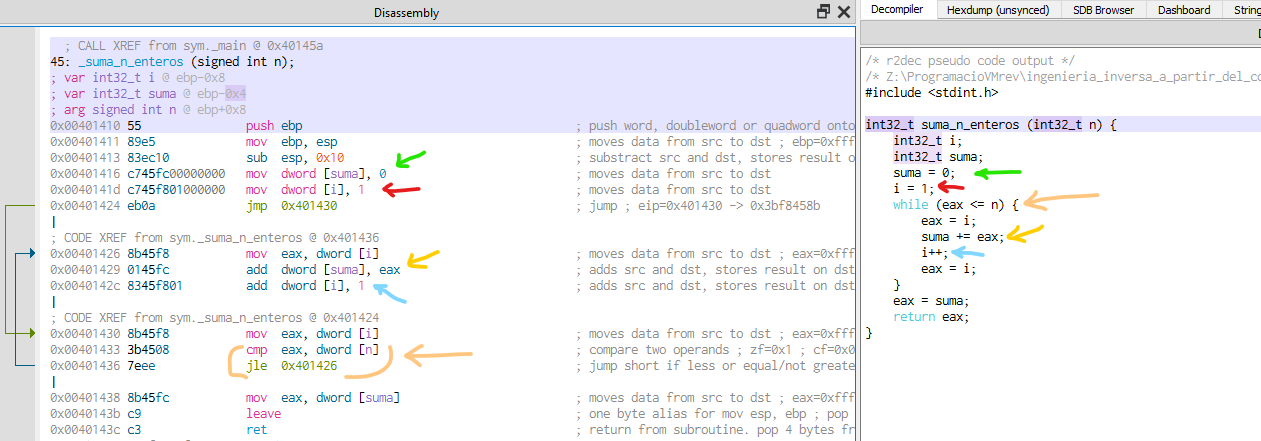 Disassembly
; CALL XREF from sym._main @ 0x40145a
45: _suma_n_enteros (signed int n);
; var int32_t i @ ebp-0x8
; var int32_t suma @ ebp-0x4
; arg signed int n @ ebp+0x8
0x00401410 55 push ebp ; push word, doubleword or quadword onto
0x00401411 89e5 mov ebp, esp ; moves data from src to dst ; ebp=0xfff
0x00401413 83ec10 sub esp, 0x10 ; substract src and dst, stores result o
0x00401416 c745fc00000000 mov dword [suma], 0 ; moves data from src to dst
0x0040141d c745f801000000 mov dword [i], 1 ; moves data from src to dst
0x00401424 eb0a jmp 0x401430 ; jump ; eip=0x401430 -> 0x3bf8458b
|
; CODE XREF from sym._suma_n_enteros @ 0x401436
0x00401426 8b45f8 mov eax, dword [i] ; moves data from src to dst ; eax=0xfff
0x00401429 0145fc add dword [suma], eax ; adds src and dst, stores result on dst
0x0040142c 8345f801 add dword [i], 1 ; adds src and dst, stores result on dst
|
; CODE XREF from sym._suma_n_enteros @ 0x401424
0x00401430 8b45f8 mov eax, dword [i] ; moves data from src to dst ; eax=0xfff
0x00401433 3b4508 cmp eax, dword [n] ; compare two operands ; zf=0x1 ; cf=0x0
0x00401436 7eee jle 0x401426 ; jump short if less or equal/not greate
|
0x00401438 8b45fc mov eax, dword [suma] ; moves data from src to dst ; eax=0xfff
0x0040143b c9 leave ; one byte alias for mov esp, ebp ; pop
0x0040143c c3 ret ; return from subroutine. pop 4 bytes fr
Decompiler Hexdump (unsynced) SDB Browser Dashboard String
/* r2dec pseudo code output */
/* Z:\ProgramacioVMrev\ingenieria_inversa_a_partir_del_co
#include <stdint.h>
int32_t suma_n_enteros (int32_t n) {
int32_t i;
int32_t suma;
suma = 0;
i = 1;
while (eax <= n) {
eax = i;
suma += eax;
i++;
eax = i;
}
eax = suma;
return eax;
}